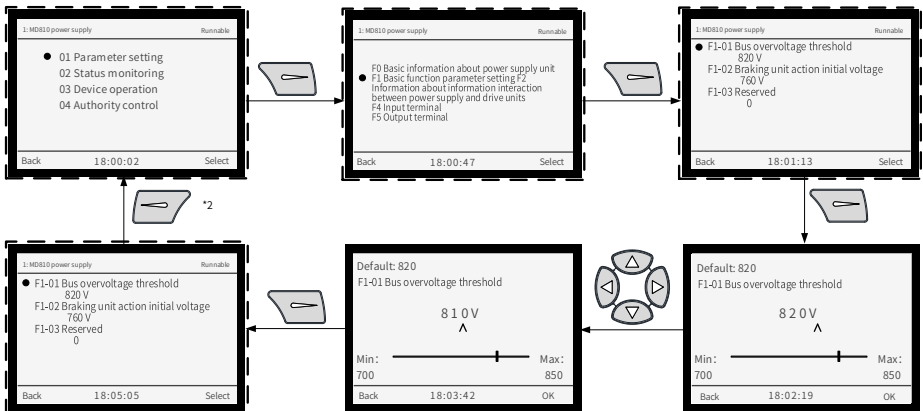 1: MD810 power supply Runnable
01 Parameter setting
02 Status monitoring
03 Device operation
04 Authority control
Back 18:00:02 Select
1: MD810 power supply Runnable
F0 Basic information about power supply unit
F1 Basic function parameter setting F2
Information about information interaction
between power supply and drive units
F4 Input terminal
F5 Output terminal
Back 18:00:47 Select
1: MD810 power supply Runnable
F1-01 Bus overvoltage threshold
820 V
F1-02 Braking unit action initial voltage
760 V
F1-03 Reserved
0
Back 18:01:13 Select
*2
1: MD810 power supply Runnable
F1-01 Bus overvoltage threshold
820 V
F1-02 Braking unit action initial voltage
760 V
F1-03 Reserved
0
Back 18:05:05 Select
Default: 820
F1-01 Bus overvoltage threshold
810V
Min: Max:
700 850
Back 18:03:42 OK
Default: 820
F1-01 Bus overvoltage threshold
820V
Min: Max:
700 850
Back 18:02:19 OK